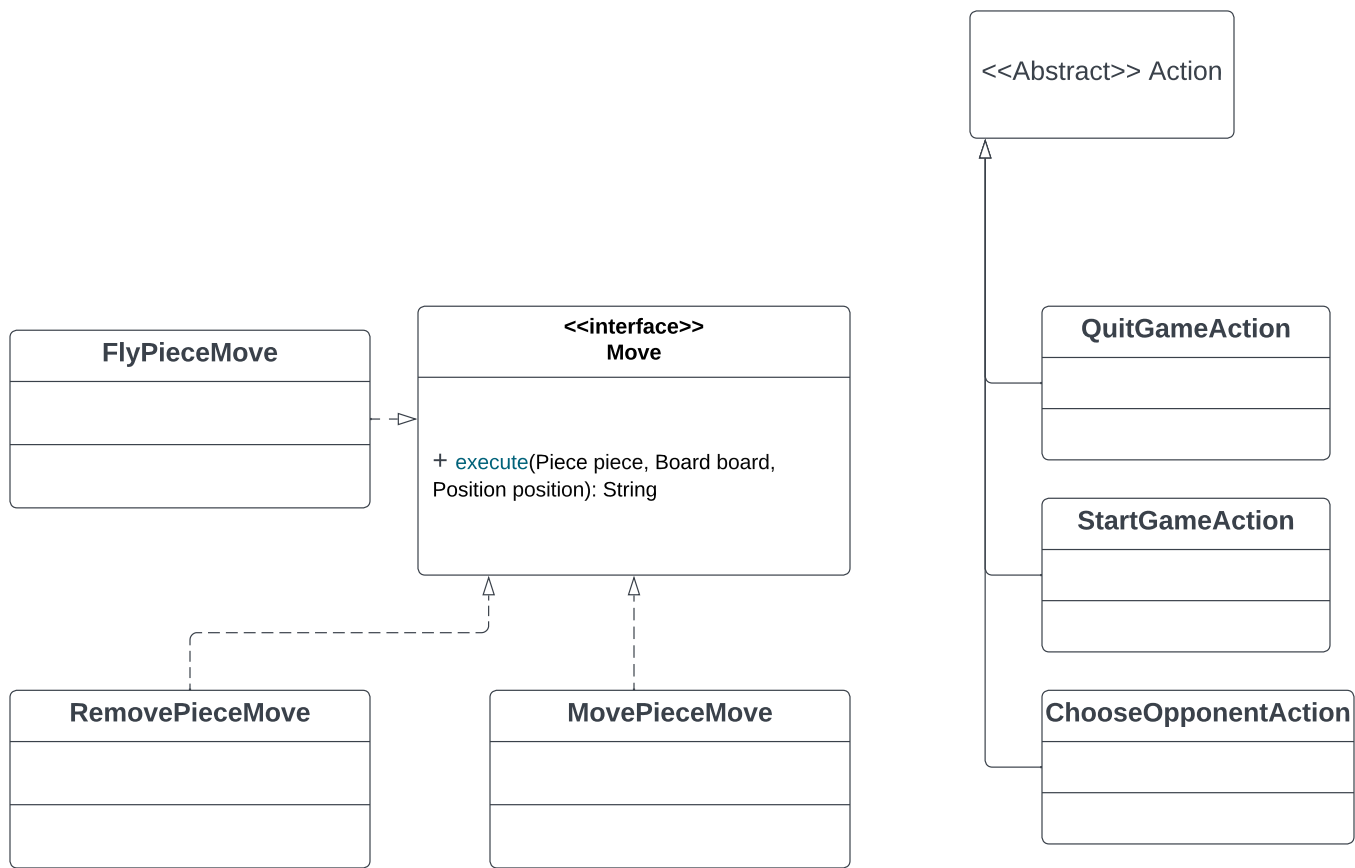 <<Abstract>> Action
<<interface>>
Move
+ execute(Piece piece, Board board,
Position position): String
FlyPieceMove
RemovePieceMove
MovePieceMove
QuitGameAction
StartGameAction
ChooseOpponentAction